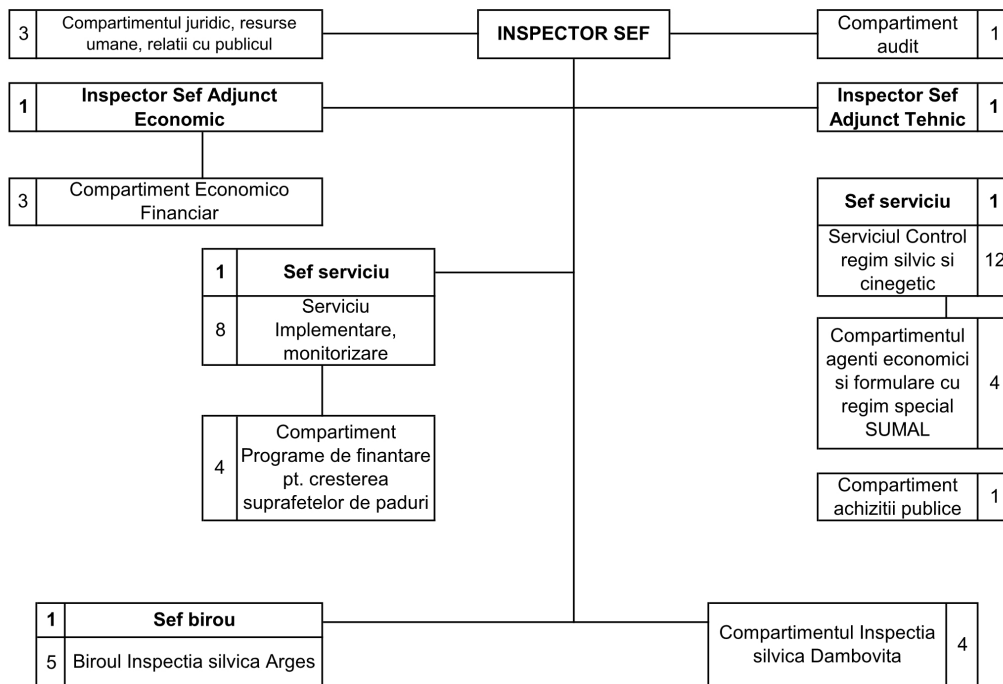 3
Compartimentul juridic, resurse
umane, relatii cu publicul
INSPECTOR SEF
Compartiment
audit
1
1
Inspector Sef Adjunct
Economic
Inspector Sef
Adjunct Tehnic
1
3
Compartiment Economico
Financiar
Sef serviciu
1
Serviciul Control
regim silvic si
cinegetic
12
1
Sef serviciu
8
Serviciu
Implementare,
monitorizare
Compartimentul
agenti economici
si formulare cu
regim special
SUMAL
4
4
Compartiment
Programe de finantare
pt. cresterea
suprafetelor de paduri
Compartiment
achizitii publice
1
1
Sef birou
5
Biroul Inspectia silvica Arges
Compartimentul Inspectia
silvica Dambovita
4